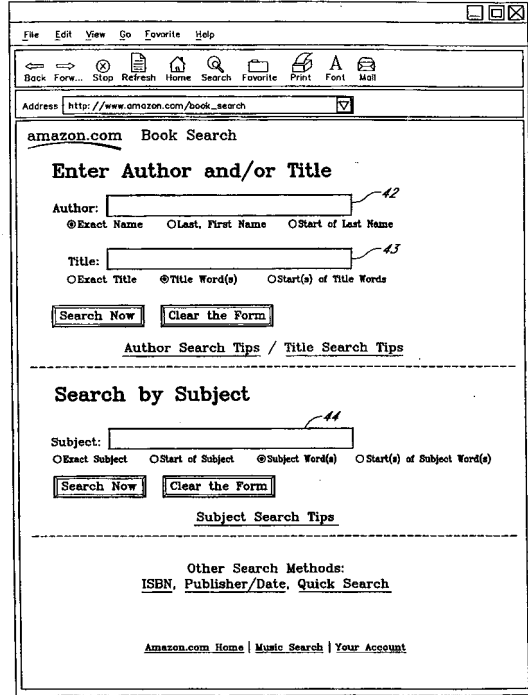 File Edit View Go Favorite Help
Back Forw... Stop Refresh Home Search Favorite Print Font Mail
Address http://www.amazon.com/book_search
amazon.com Book Search
Enter Author and/or Title
Author: 42
Exact Name Last, First Name Start of Last Name
Title: 43
Exact Title Title Word(s) Start(s) of Title Words
Search Now Clear the Form
Author Search Tips / Title Search Tips
Search by Subject
44
Subject:
Exact Subject Start of Subject Subject Word(s) Start(s) of Subject Word(s)
Search Now Clear the Form
Subject Search Tips
Other Search Methods:
ISBN, Publisher/Date, Quick Search
Amazon.com Home | Music Search | Your Account